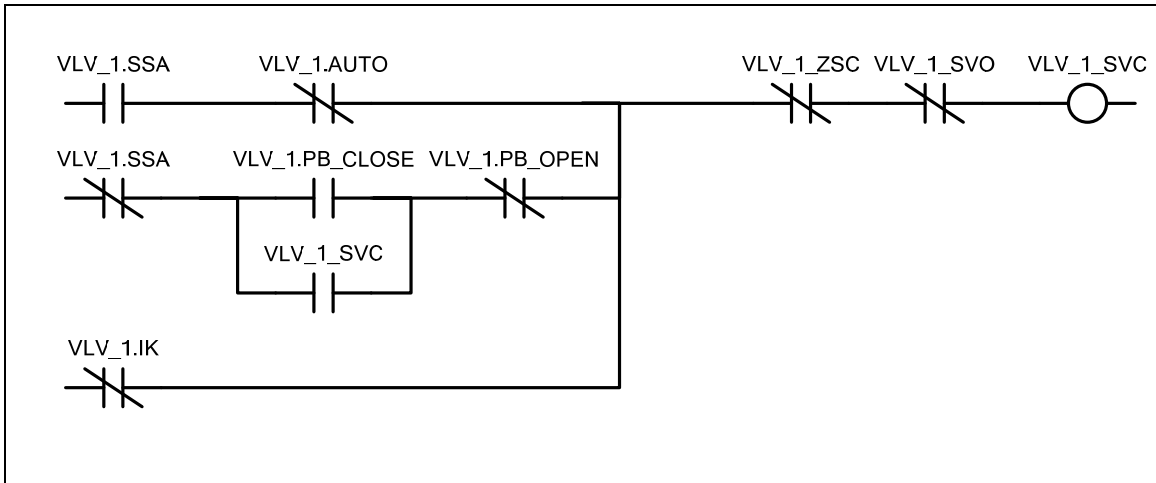 VLV_1.SSA VLV_1.AUTO VLV_1_ZSC VLV_1_SVO VLV_1_SVC
VLV_1.SSA VLV_1.PB_CLOSE VLV_1.PB_OPEN
VLV_1_SVC
VLV_1.IK